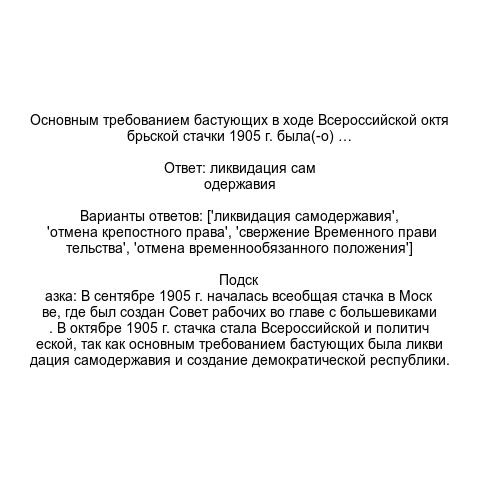 Основным требованием бастующих в ходе Всероссийской октя
брьской стачки 1905 г. была(-о) …
Ответ: ликвидация сам
одержавия
Варианты ответов: ['ликвидация самодержавия',
'отмена крепостного права', 'свержение Временного прави
тельства', 'отмена временнообязанного положения']
Подск
азка: В сентябре 1905 г. началась всеобщая стачка в Моск
ве, где был создан Совет рабочих во главе с большевиками
. В октябре 1905 г. стачка стала Всероссийской и политич
еской, так как основным требованием бастующих была ликви
дация самодержавия и создание демократической республики.